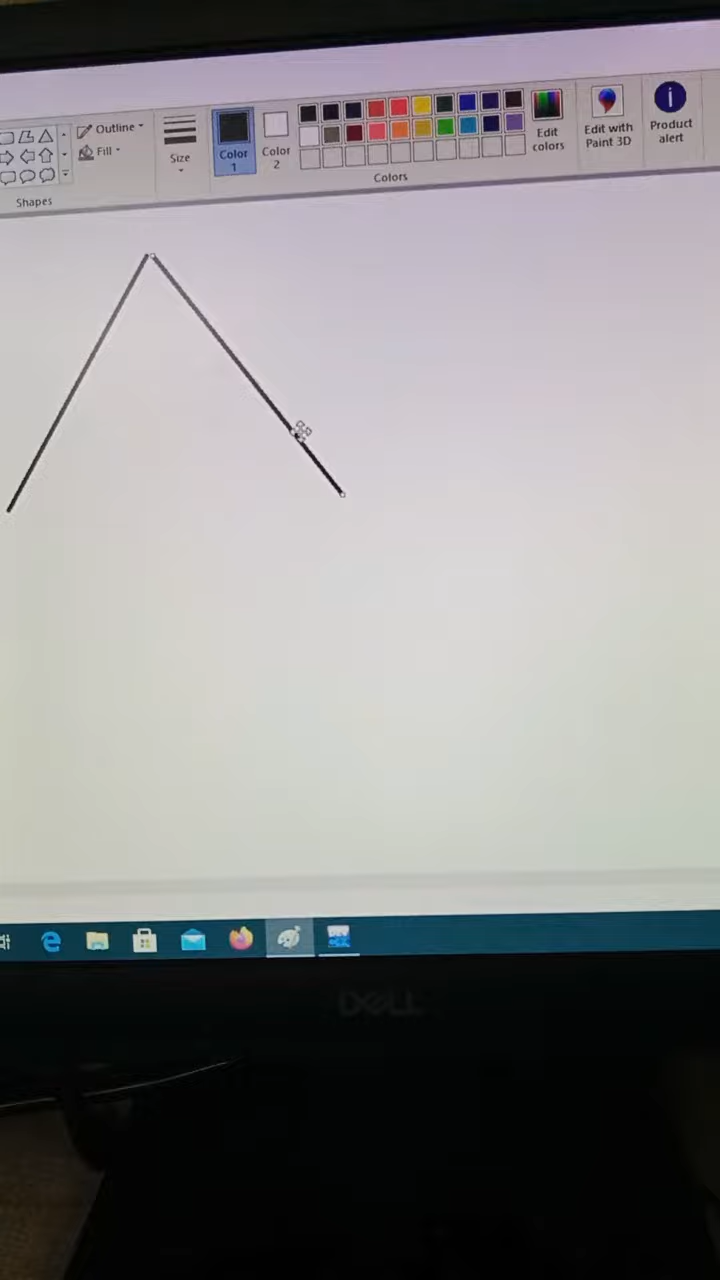 Outline
Fill
Size
Color
1
Color
2
Edit
colors
Edit with
Paint 3D
Product
alert
Shapes
Colors
DELL